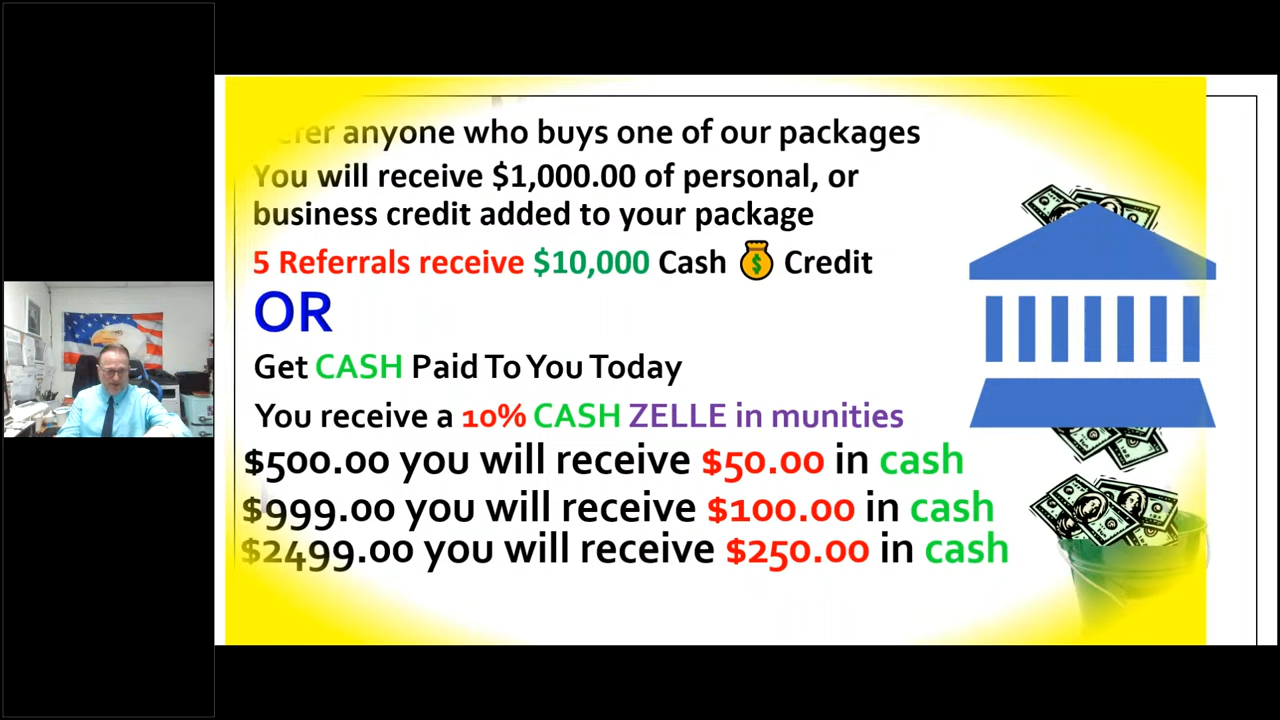 anyone who buys one of our packages
You will receive $1,000.00 of personal, or
business credit added to your package
5 Referrals receive $10,000 Cash 💰 Credit
OR
Get CASH Paid To You Today
You receive a 10% CASH ZELLE in munities
$500.00 you will receive $50.00 in cash
$999.00 you will receive $100.00 in cash
$2499.00 you will receive $250.00 in cash